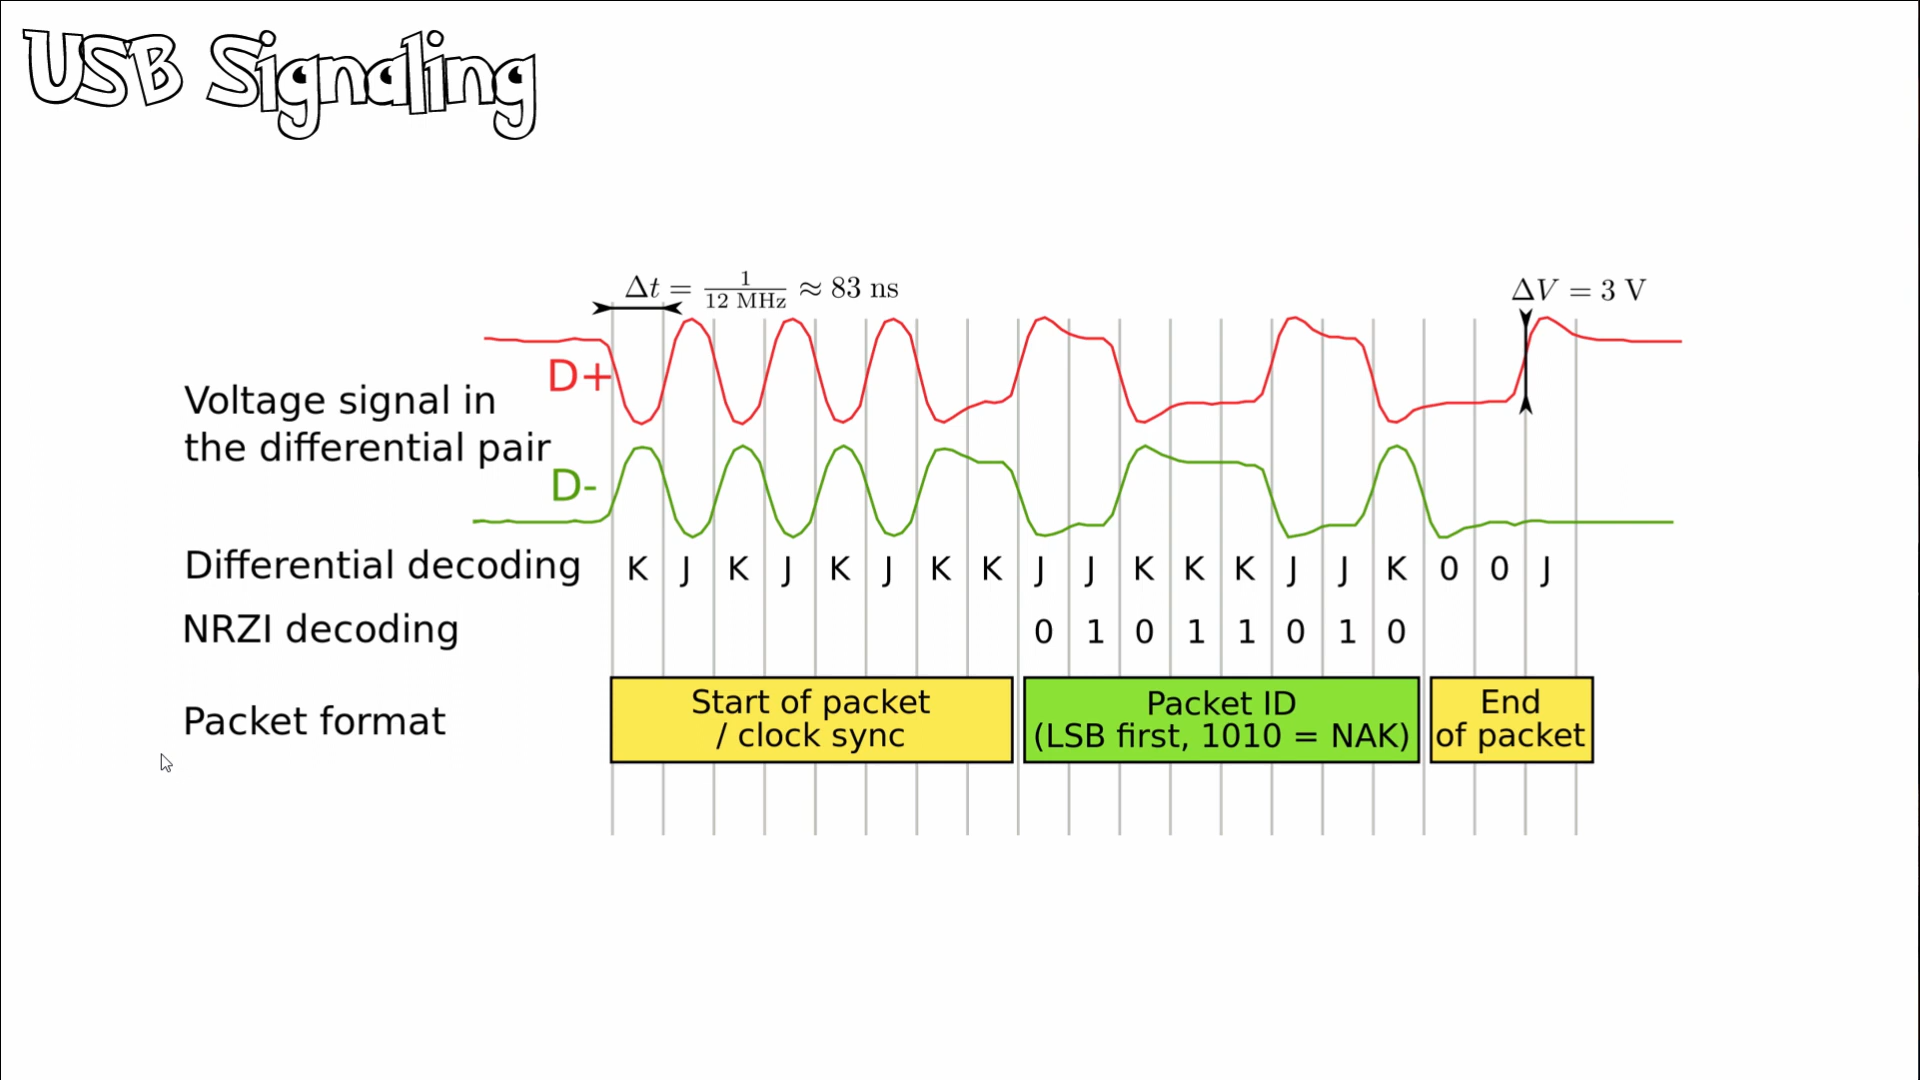 USB Signaling
Δt = 1/12 MHz ≈ 83 ns
ΔV = 3 V
D+
Voltage signal in
the differential pair
D-
Differential decoding K J K J K J K K J J K K K J J K 0 0 J
NRZI decoding 0 1 0 1 1 0 1 0
Packet format
Start of packet
/ clock sync
Packet ID
(LSB first, 1010 = NAK)
End
of packet